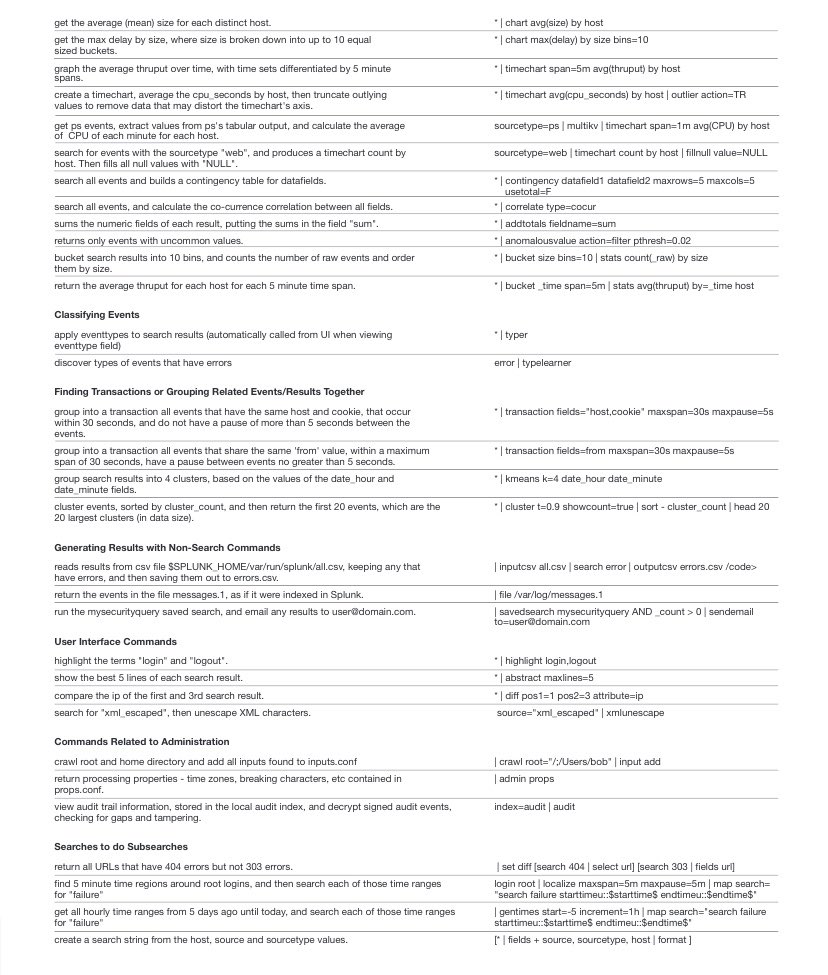 get the average (mean) size for each distinct host.
* | chart avg(size) by host
get the max delay by size, where size is broken down into up to 10 equal
sized buckets.
* | chart max(delay) by size bins=10
graph the average thruput over time, with time sets differentiated by 5 minute
spans.
* | timechart span=5m avg(thruput) by host
create a timechart, average the cpu_seconds by host, then truncate outlying
values to remove data that may distort the timechart's axis.
* | timechart avg(cpu_seconds) by host | outlier action=TR
get ps events, extract values from ps's tabular output, and calculate the average
of CPU of each minute for each host.
sourcetype=ps | multikv | timechart span=1m avg(CPU) by host
search for events with the sourcetype "web", and produces a timechart count by
host. Then fills all null values with "NULL".
sourcetype=web | timechart count by host | fillnull value=NULL
search all events and builds a contingency table for datafields.
* | contingency datafield1 datafield2 maxrows=5 maxcols=5
usetotal=F
search all events, and calculate the co-currence correlation between all fields.
* | correlate type=cocur
sums the numeric fields of each result, putting the sums in the field "sum".
* | addtotals fieldname=sum
returns only events with uncommon values.
* | anomalousvalue action=filter pthresh=0.02
bucket search results into 10 bins, and counts the number of raw events and order
them by size.
* | bucket size bins=10 | stats count(_raw) by size
return the average thruput for each host for each 5 minute time span.
* | bucket _time span=5m | stats avg(thruput) by=_time host
Classifying Events
apply eventtypes to search results (automatically called from UI when viewing
eventtype field)
* | typer
discover types of events that have errors
error | typelearner
Finding Transactions or Grouping Related Events/Results Together
group into a transaction all events that have the same host and cookie, that occur
within 30 seconds, and do not have a pause of more than 5 seconds between the
events.
* | transaction fields="host,cookie" maxspan=30s maxpause=5s
group into a transaction all events that share the same 'from' value, within a maximum
span of 30 seconds, have a pause between events no greater than 5 seconds.
* | transaction fields=from maxspan=30s maxpause=5s
group search results into 4 clusters, based on the values of the date_hour and
date_minute fields.
* | kmeans k=4 date_hour date_minute
cluster events, sorted by cluster_count, and then return the first 20 events, which are the
20 largest clusters (in data size).
* | cluster t=0.9 showcount=true | sort - cluster_count | head 20
Generating Results with Non-Search Commands
reads results from csv file $SPLUNK_HOME/var/run/splunk/all.csv, keeping any that
have errors, and then saving them out to errors.csv.
| inputcsv all.csv | search error | outputcsv errors.csv /code>
return the events in the file messages.1, as if it were indexed in Splunk.
| file /var/log/messages.1
run the mysecurityquery saved search, and email any results to user@domain.com.
| savedsearch mysecurityquery AND _count > 0 | sendemail
to=user@domain.com
User Interface Commands
highlight the terms "login" and "logout".
* | highlight login,logout
show the best 5 lines of each search result.
* | abstract maxlines=5
compare the ip of the first and 3rd search result.
* | diff pos1=1 pos2=3 attribute=ip
search for "xml_escaped", then unescape XML characters.
source="xml_escaped" | xmlunescape
Commands Related to Administration
crawl root and home directory and add all inputs found to inputs.conf
| crawl root="/;/Users/bob" | input add
return processing properties - time zones, breaking characters, etc contained in
props.conf.
| admin props
view audit trail information, stored in the local audit index, and decrypt signed audit events,
checking for gaps and tampering.
index=audit | audit
Searches to do Subsearches
return all URLs that have 404 errors but not 303 errors.
| set diff [search 404 | select url] [search 303 | fields url]
find 5 minute time regions around root logins, and then search each of those time ranges
for "failure"
login root | localize maxspan=5m maxpause=5m | map search=
"search failure starttimeu::$starttime$ endtimeu::$endtime$"
get all hourly time ranges from 5 days ago until today, and search each of those time ranges
for "failure"
| gentimes start=-5 increment=1h | map search="search failure
starttimeu::$starttime$ endtimeu::$endtime$"
create a search string from the host, source and sourcetype values.
[* | fields + source, sourcetype, host | format ]